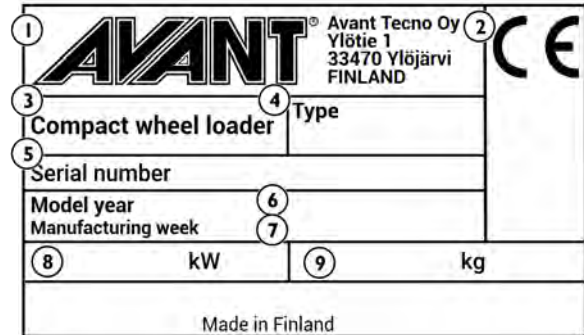 1 AVANT® Avant Tecno Oy 2 CE
Ylötie 1
33470 Ylöjärvi
FINLAND
3 4
Compact wheel loader Type
5
Serial number
Model year 6
Manufacturing week 7
8 kW 9 kg
Made in Finland